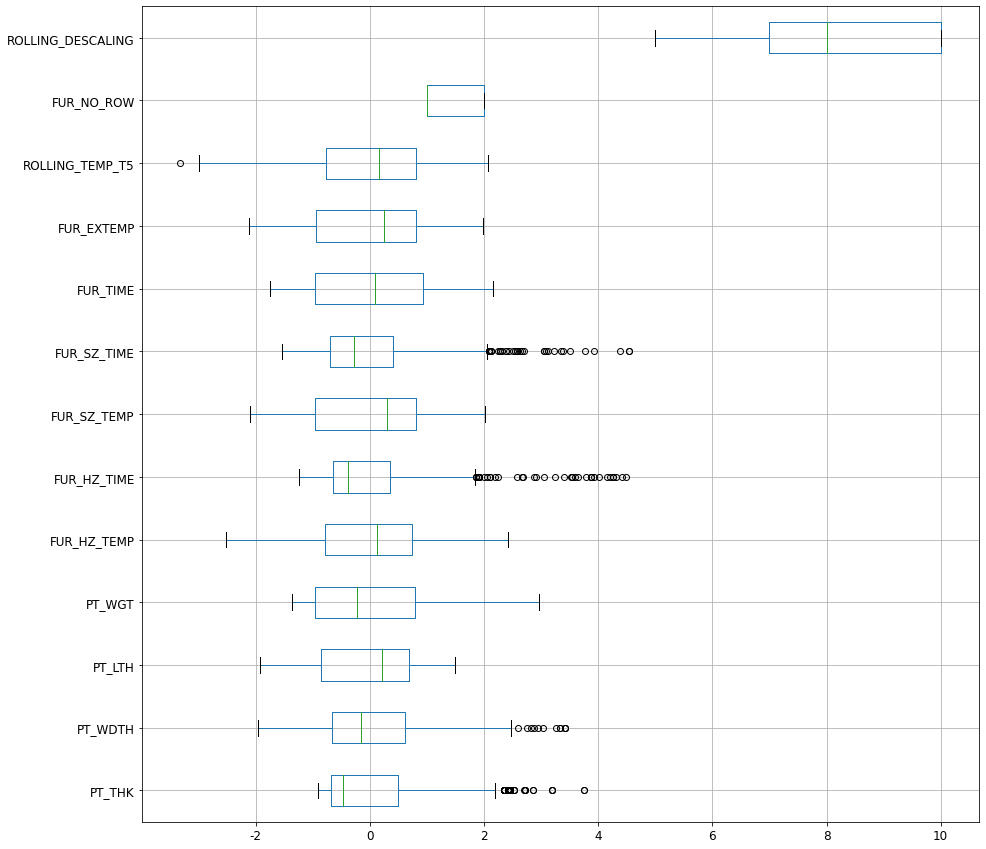 ROLLING_DESCALING
FUR_NO_ROW
ROLLING_TEMP_T5
FUR_EXTEMP
FUR_TIME
FUR_SZ_TIME
FUR_SZ_TEMP
FUR_HZ_TIME
FUR_HZ_TEMP
PT_WGT
PT_LTH
PT_WDTH
PT_THK
-2 0 2 4 6 8 10